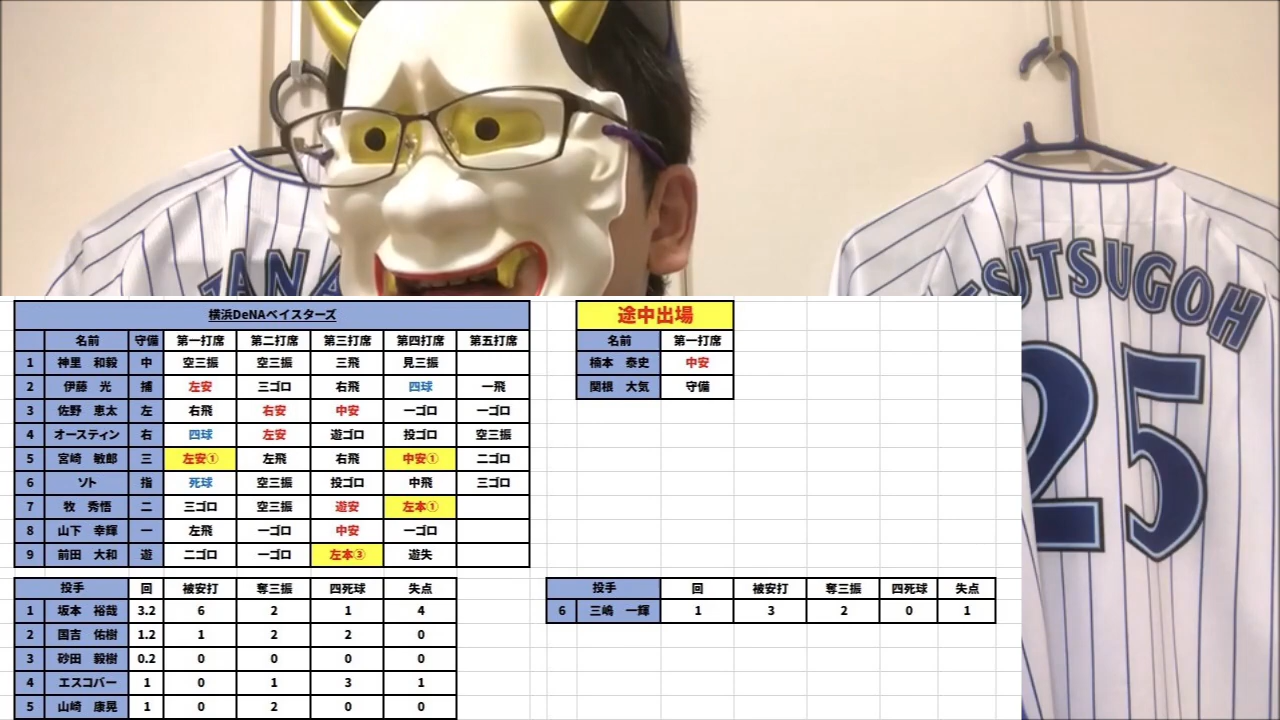 TANA
SUTSUGOH
25
横浜DeNAベイスターズ
名前 守備 第一打席 第二打席 第三打席 第四打席 第五打席
1 神里 和毅 中 空三振 空三振 三飛 見三振
2 伊藤 光 捕 左安 三ゴロ 右飛 四球 一飛
3 佐野 恵太 左 右飛 右安 中安 一ゴロ 一ゴロ
4 オースティン 右 四球 左安 遊ゴロ 投ゴロ 空三振
5 宮崎 敏郎 三 左安① 左飛 右飛 中安① 二ゴロ
6 ソト 指 死球 空三振 投ゴロ 中飛 三ゴロ
7 牧 秀悟 二 三ゴロ 空三振 遊安 左本①
8 山下 幸輝 一 左飛 一ゴロ 中安 一ゴロ
9 前田 大和 遊 二ゴロ 一ゴロ 左本③ 遊失
途中出場
名前 第一打席
楠本 泰史 中安
関根 大気 守備
投手 回 被安打 奪三振 四死球 失点
1 坂本 裕哉 3.2 6 2 1 4
2 国吉 佑樹 1.2 1 2 2 0
3 砂田 毅樹 0.2 0 0 0 0
4 エスコバー 1 0 1 3 1
5 山崎 康晃 1 0 2 0 0
投手 回 被安打 奪三振 四死球 失点
6 三嶋 一輝 1 3 2 0 1